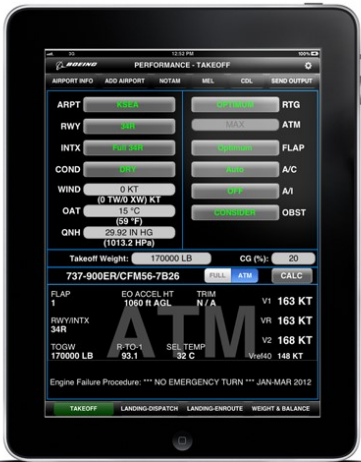 3G 12:52 PM 100%
BOEING PERFORMANCE - TAKEOFF
AIRPORT INFO ADD AIRPORT NOTAM MEL CDL SEND OUTPUT
ARPT KSEA OPTIMUM RTG
RWY 34R MAX ATM
INTX Full 34R Optimum FLAP
COND DRY Auto A/C
WIND 0 KT OFF A/I
(0 TW/0 XW) KT
OAT 15 °C CONSIDER OBST
(59 °F)
QNH 29.92 IN HG
(1013.2 HPa)
Takeoff Weight: 170000 LB CG (%): 20
737-900ER/CFM56-7B26 FULL ATM CALC
FLAP EO ACCEL HT TRIM
1 1060 ft AGL N / A V1 163 KT
RWY/INTX VR 163 KT
34R
ATM
V2 168 KT
TOGW R-TO-1 SEL TEMP
170000 LB 93.1 32 C Vref40 148 KT
Engine Failure Procedure: *** NO EMERGENCY TURN *** JAN-MAR 2012
TAKEOFF LANDING-DISPATCH LANDING-ENROUTE WEIGHT & BALANCE